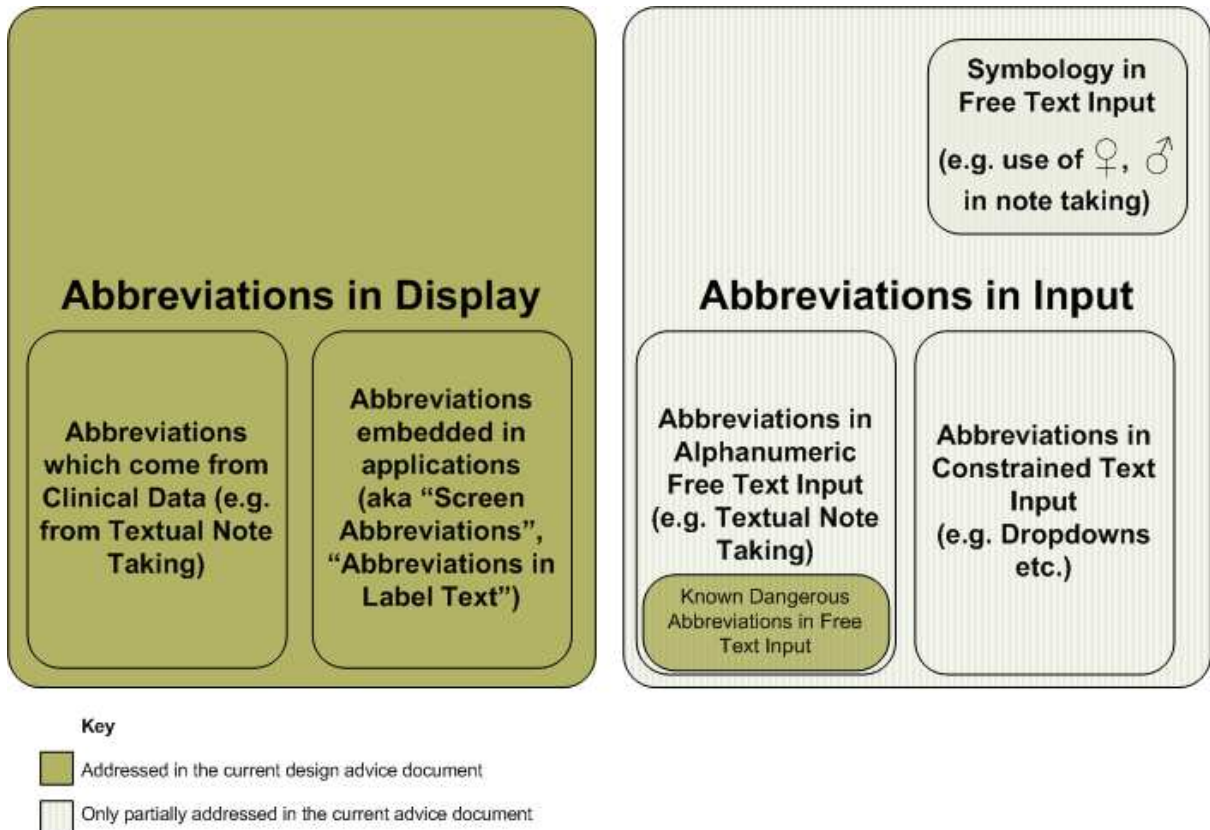 Abbreviations in Display
Abbreviations
which come from
Clinical Data (e.g.
from Textual Note
Taking)
Abbreviations
embedded in
applications
(aka “Screen
Abbreviations”,
“Abbreviations in
Label Text”)
Symbology in
Free Text Input
(e.g. use of ♀, ♂
in note taking)
Abbreviations in Input
Abbreviations in
Alphanumeric
Free Text Input
(e.g. Textual Note
Taking)
Known Dangerous
Abbreviations in Free
Text Input
Abbreviations in
Constrained Text
Input
(e.g. Dropdowns
etc.)
Key
Addressed in the current design advice document
Only partially addressed in the current advice document